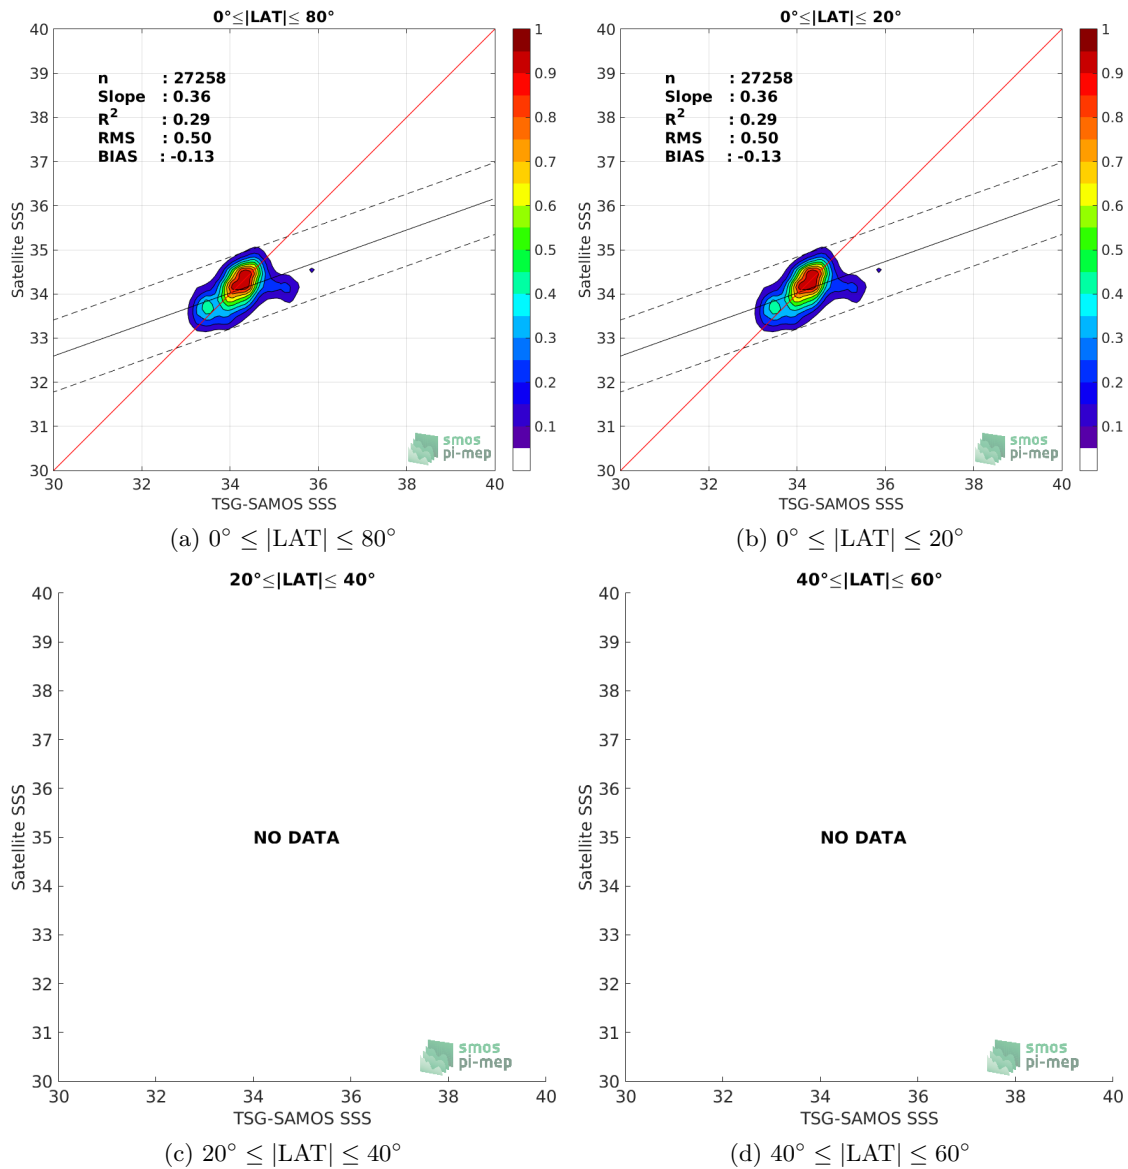 0°≤|LAT|≤ 80°
40
39
38
37
36
35
34
33
32
31
30
Satellite SSS
n : 27258
Slope : 0.36
R² : 0.29
RMS : 0.50
BIAS : -0.13
smos
pi-mep
30 32 34 36 38 40
TSG-SAMOS SSS
1
0.9
0.8
0.7
0.6
0.5
0.4
0.3
0.2
0.1
(a) 0° ≤ |LAT| ≤ 80°
0°≤|LAT|≤ 20°
40
39
38
37
36
35
34
33
32
31
30
Satellite SSS
n : 27258
Slope : 0.36
R² : 0.29
RMS : 0.50
BIAS : -0.13
smos
pi-mep
30 32 34 36 38 40
TSG-SAMOS SSS
1
0.9
0.8
0.7
0.6
0.5
0.4
0.3
0.2
0.1
(b) 0° ≤ |LAT| ≤ 20°
20°≤|LAT|≤ 40°
40
39
38
37
36
35
34
33
32
31
30
Satellite SSS
NO DATA
smos
pi-mep
30 32 34 36 38 40
TSG-SAMOS SSS
(c) 20° ≤ |LAT| ≤ 40°
40°≤|LAT|≤ 60°
40
39
38
37
36
35
34
33
32
31
30
Satellite SSS
NO DATA
smos
pi-mep
30 32 34 36 38 40
TSG-SAMOS SSS
(d) 40° ≤ |LAT| ≤ 60°